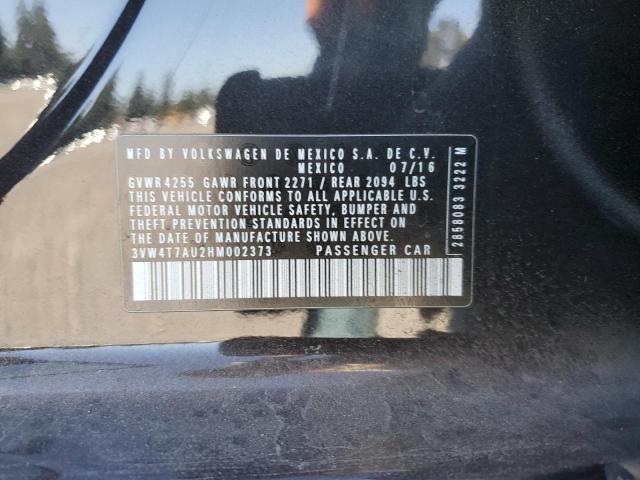 MFD BY VOLKSWAGEN DE MEXICO S.A. DE C.V.
MEXICO 07/16
GVWR 4255 GAWR FRONT 2271 / REAR 2094 LBS
THIS VEHICLE CONFORMS TO ALL APPLICABLE U.S.
FEDERAL MOTOR VEHICLE SAFETY, BUMPER AND
THEFT PREVENTION STANDARDS IN EFFECT ON
THE DATE OF MANUFACTURE SHOWN ABOVE.
3VW4T7AU2HM002373 PASSENGER CAR
2858083 3222 M